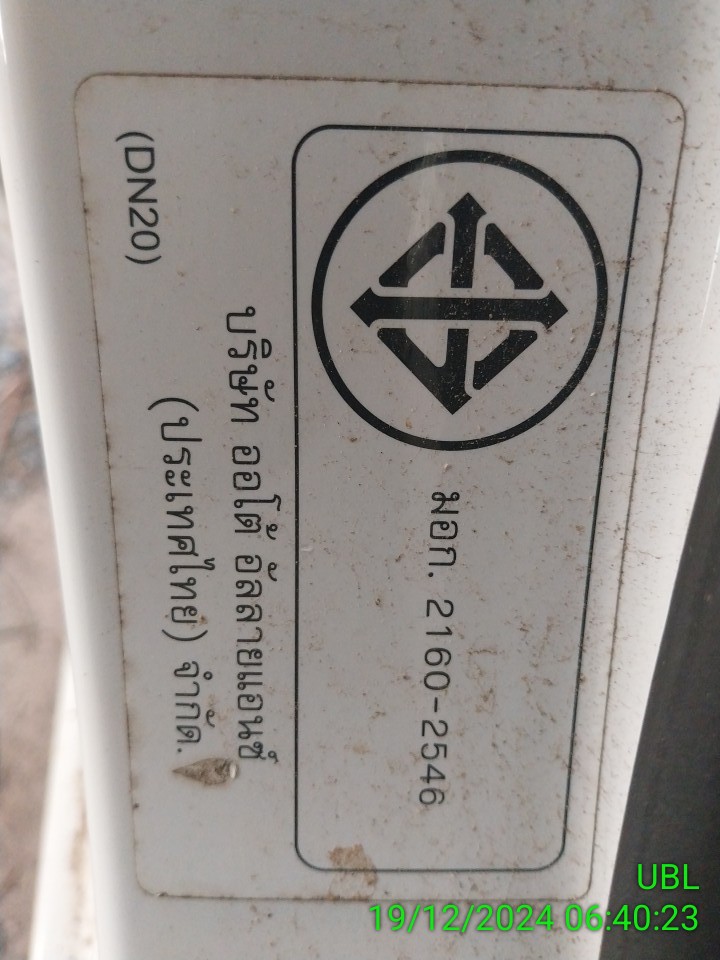 มอก. 2160-2546
บริษัท ออโต้ อัลลายแอนซ์
(ประเทศไทย) จำกัด.
(DN20)
UBL
19/12/2024 06:40:23